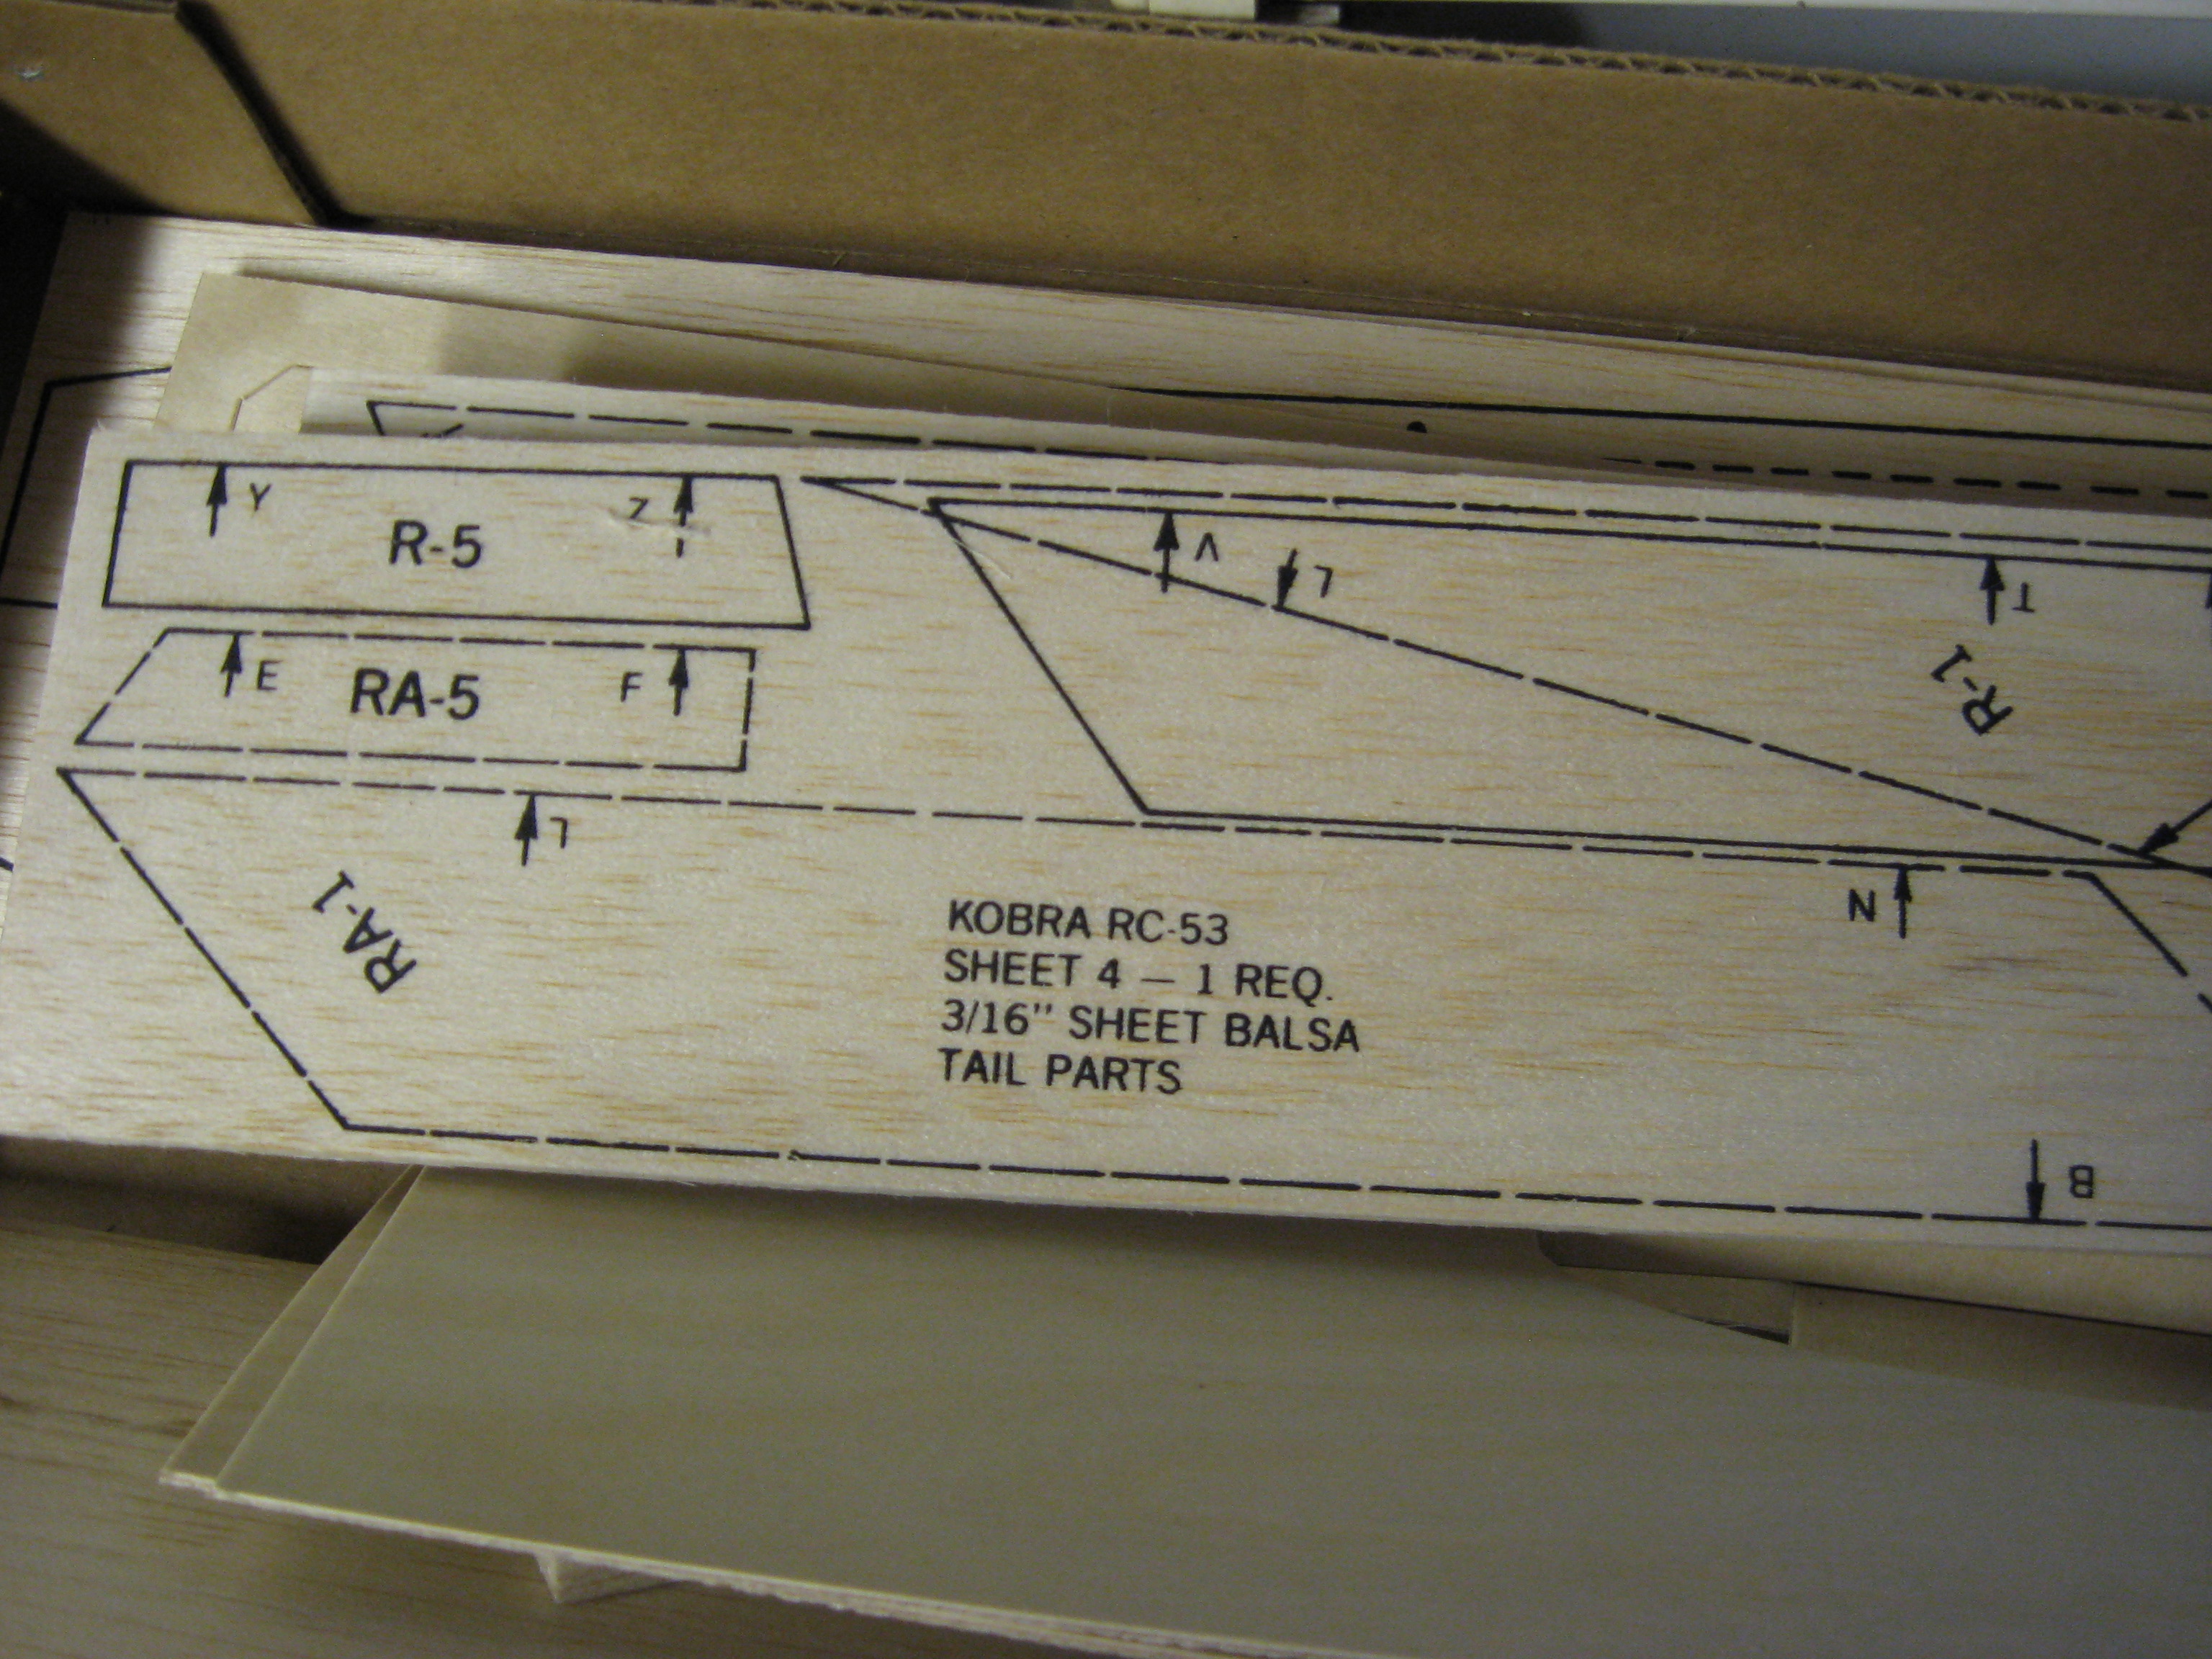 Y
Z
R-5
V
L
T
R-1
E
RA-5
F
L
RA-1
N
KOBRA RC-53
SHEET 4 — 1 REQ.
3/16" SHEET BALSA
TAIL PARTS
B